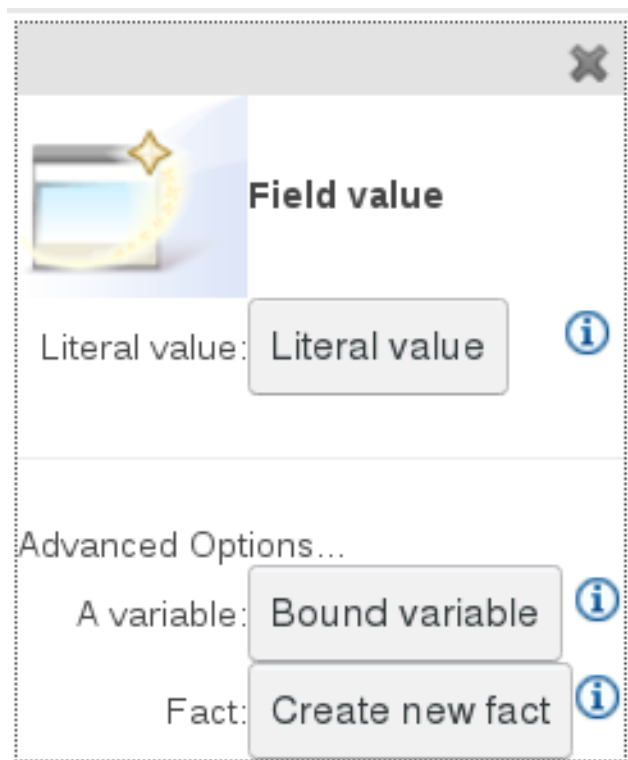 Field value
Literal value: Literal value
Advanced Options...
A variable: Bound variable
Fact: Create new fact